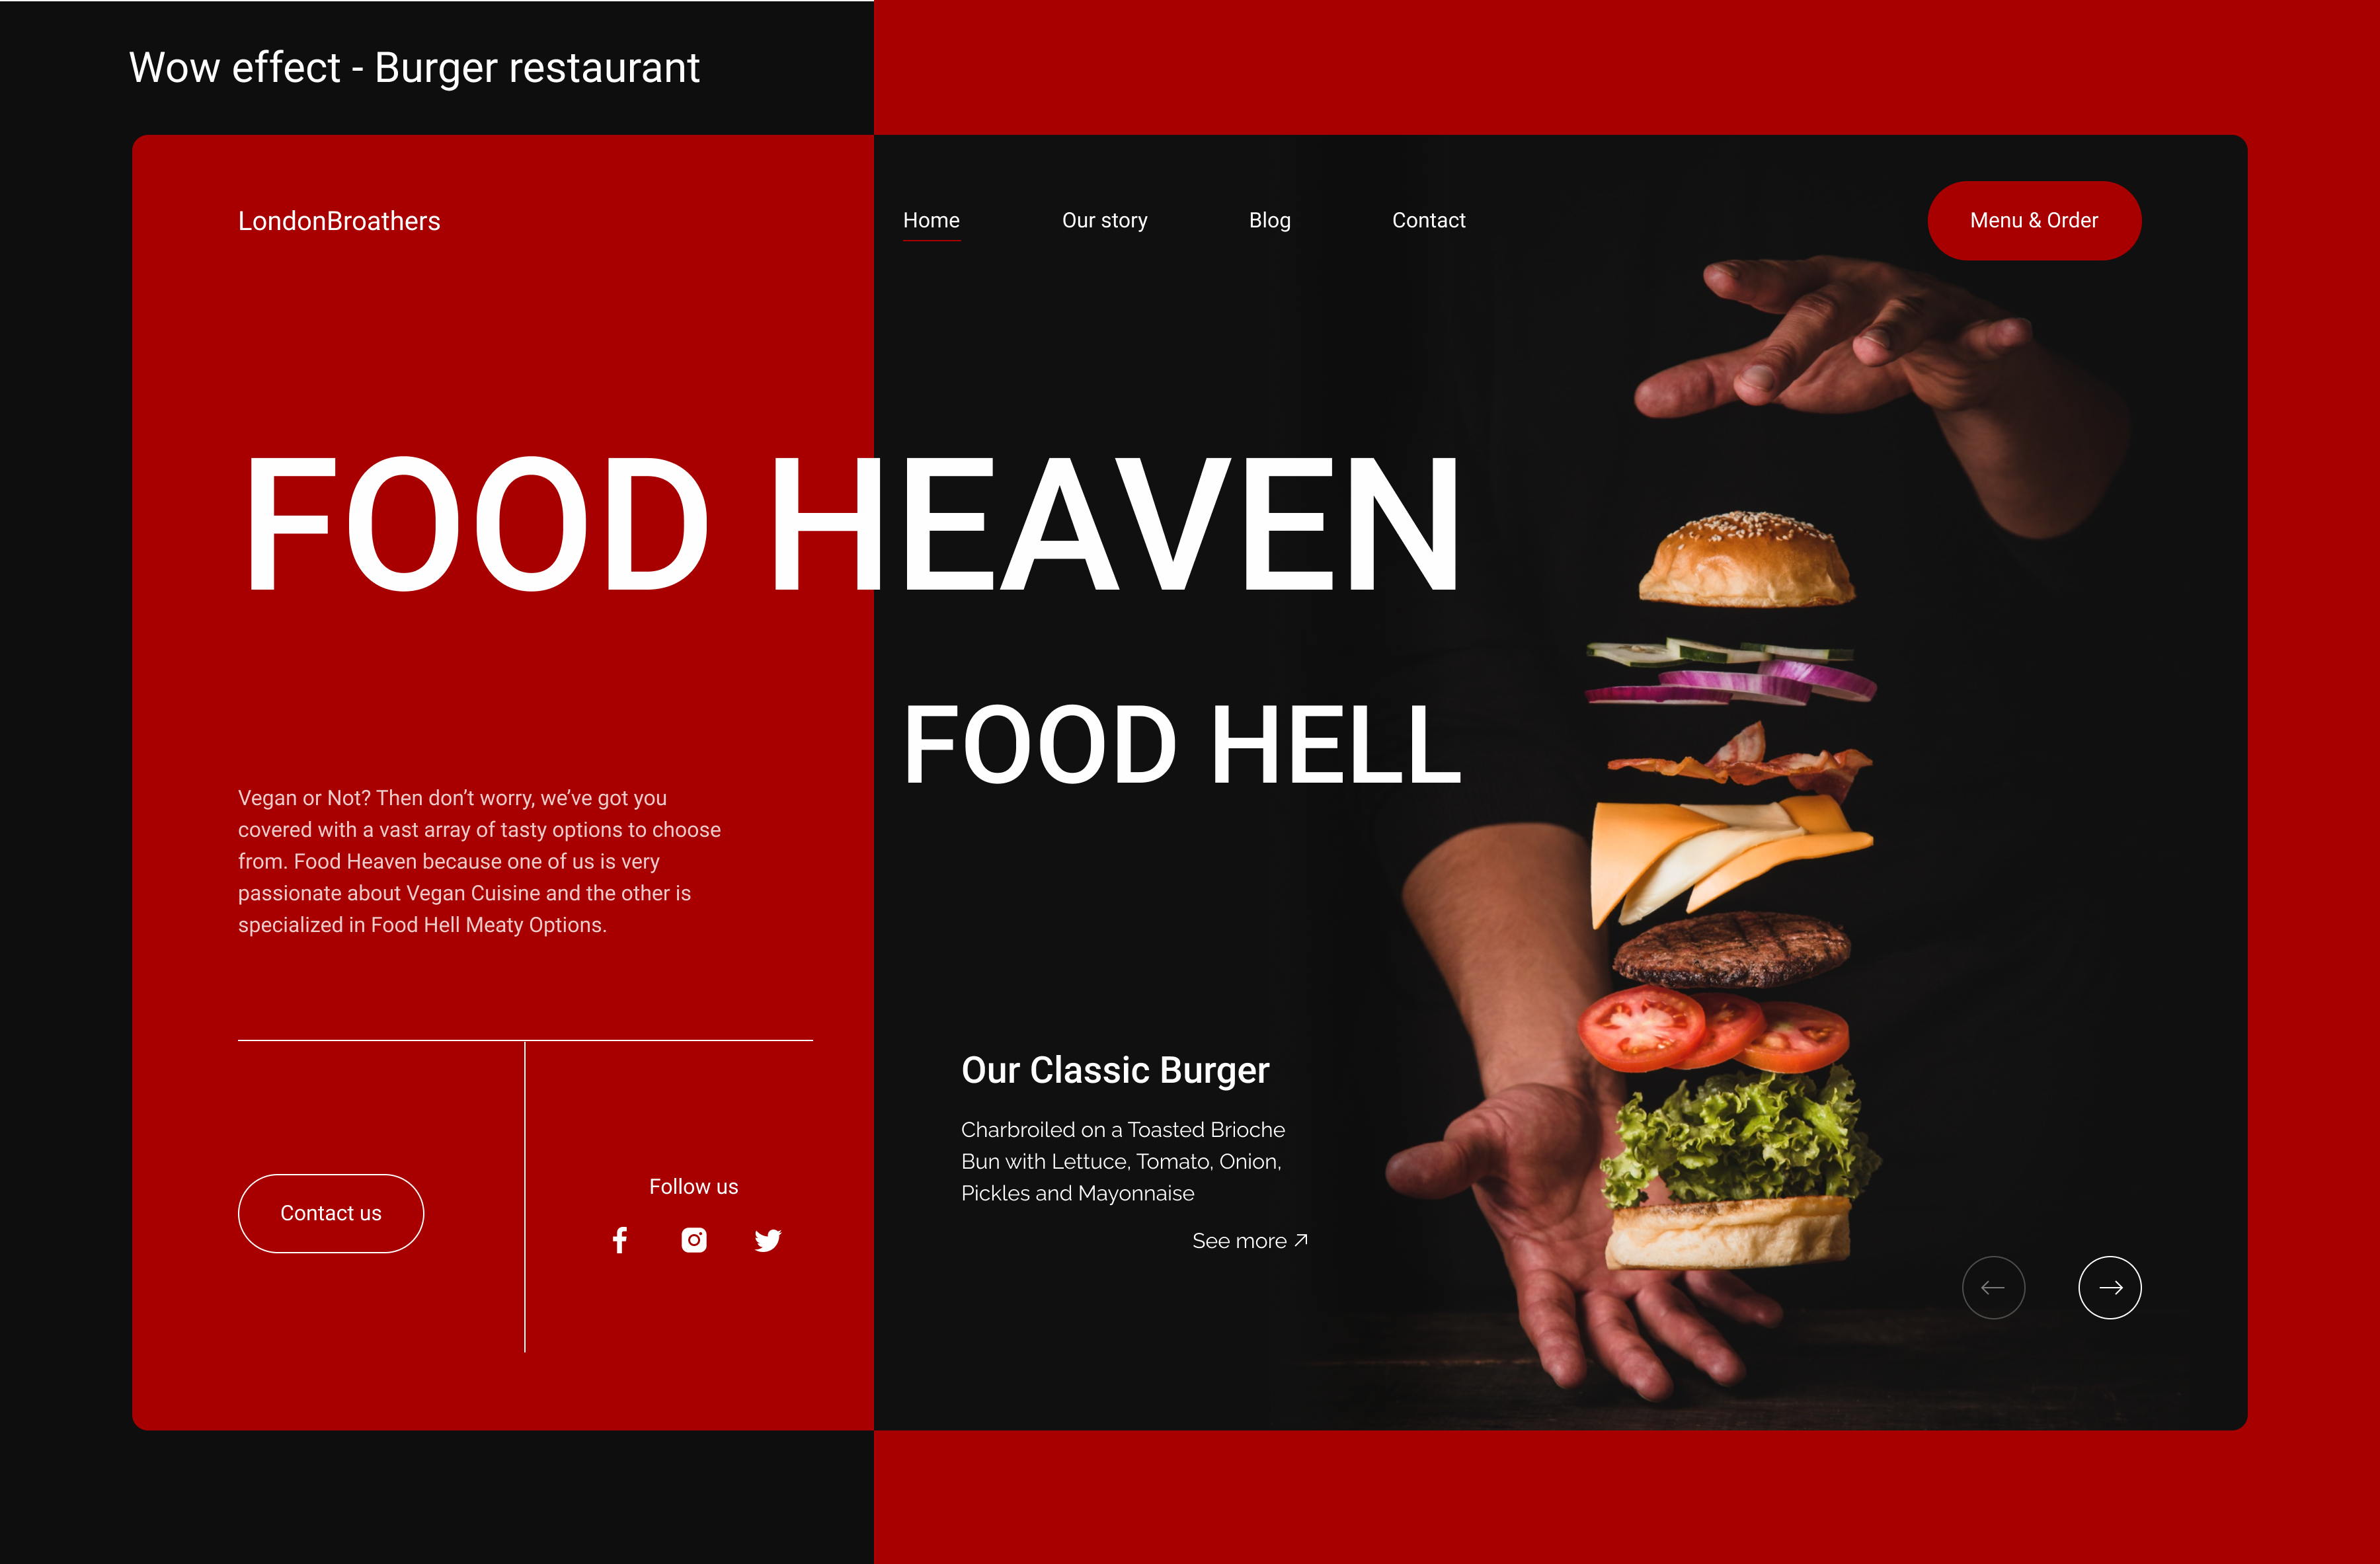 Wow effect - Burger restaurant
LondonBroathers
Home
Our story
Blog
Contact
Menu & Order
FOOD HEAVEN
FOOD HELL
Vegan or Not? Then don’t worry, we’ve got you
covered with a vast array of tasty options to choose
from. Food Heaven because one of us is very
passionate about Vegan Cuisine and the other is
specialized in Food Hell Meaty Options.
Contact us
Follow us
Our Classic Burger
Charbroiled on a Toasted Brioche
Bun with Lettuce, Tomato, Onion,
Pickles and Mayonnaise
See more